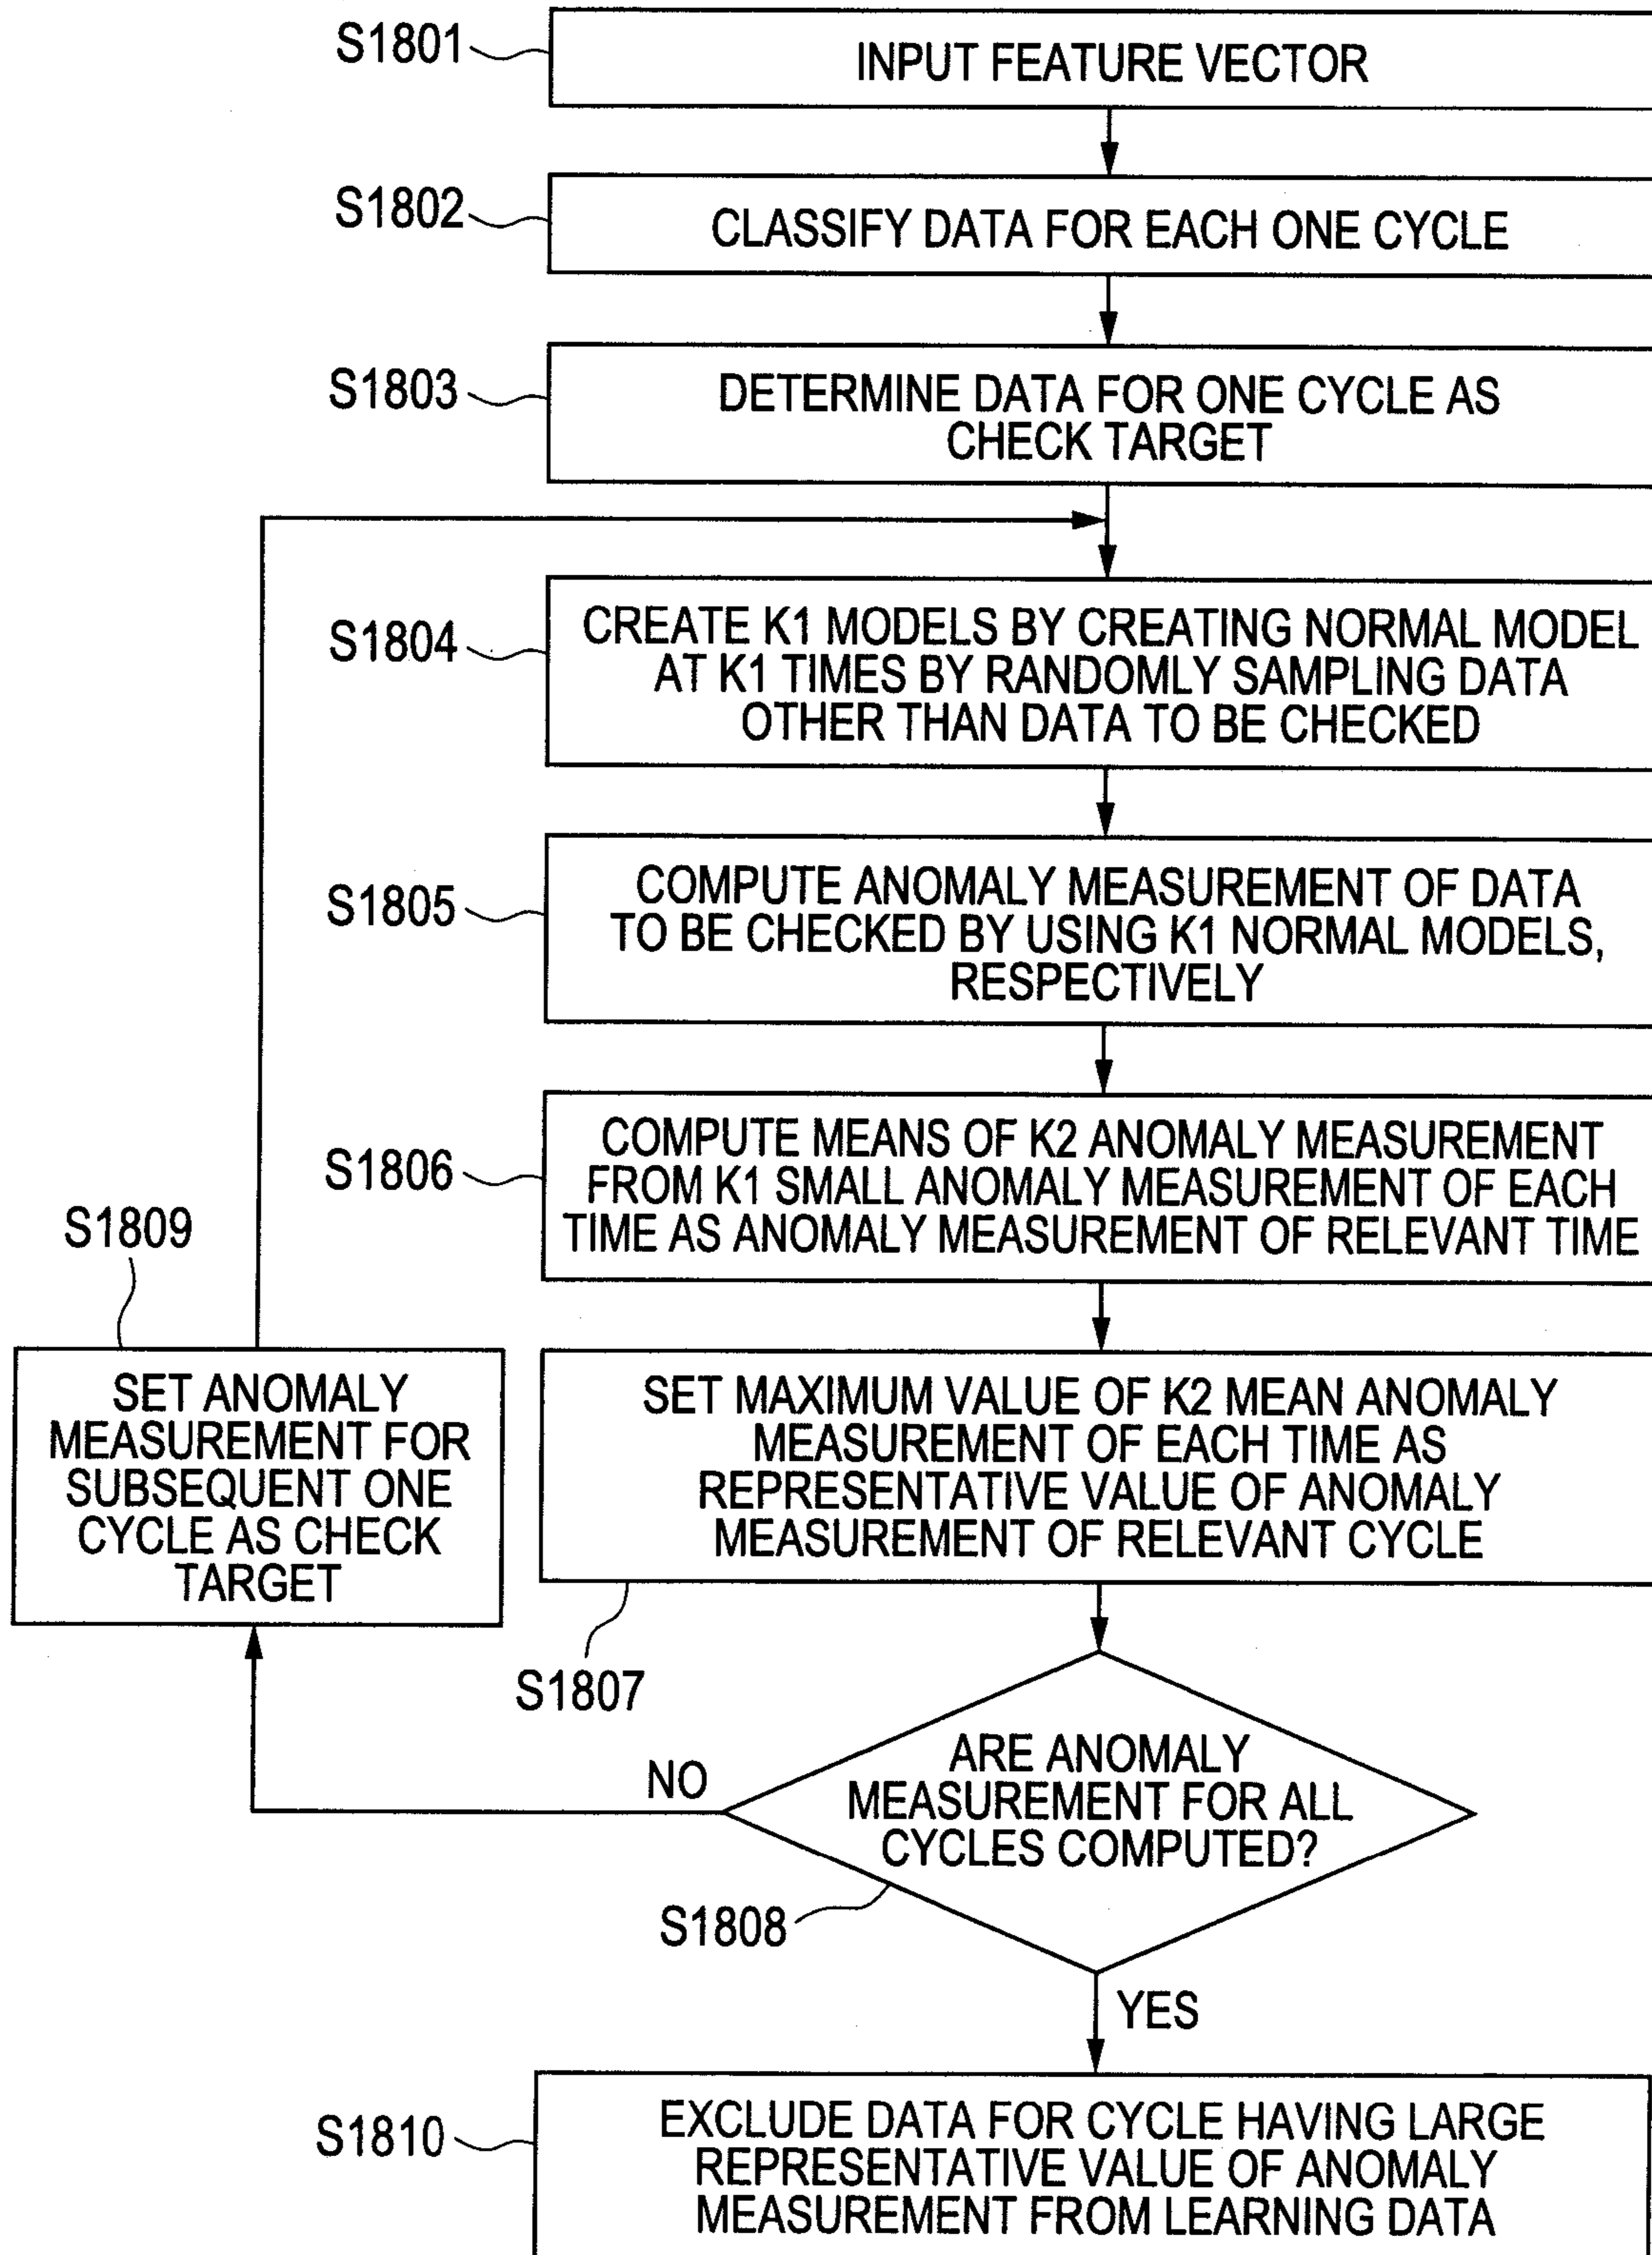 S1801
INPUT FEATURE VECTOR
S1802
CLASSIFY DATA FOR EACH ONE CYCLE
S1803
DETERMINE DATA FOR ONE CYCLE AS
CHECK TARGET
S1804
CREATE K1 MODELS BY CREATING NORMAL MODEL
AT K1 TIMES BY RANDOMLY SAMPLING DATA
OTHER THAN DATA TO BE CHECKED
S1805
COMPUTE ANOMALY MEASUREMENT OF DATA
TO BE CHECKED BY USING K1 NORMAL MODELS,
RESPECTIVELY
S1806
COMPUTE MEANS OF K2 ANOMALY MEASUREMENT
FROM K1 SMALL ANOMALY MEASUREMENT OF EACH
TIME AS ANOMALY MEASUREMENT OF RELEVANT TIME
S1809
SET ANOMALY
MEASUREMENT FOR
SUBSEQUENT ONE
CYCLE AS CHECK
TARGET
SET MAXIMUM VALUE OF K2 MEAN ANOMALY
MEASUREMENT OF EACH TIME AS
REPRESENTATIVE VALUE OF ANOMALY
MEASUREMENT OF RELEVANT CYCLE
S1807
NO
ARE ANOMALY
MEASUREMENT FOR ALL
CYCLES COMPUTED?
S1808
YES
S1810
EXCLUDE DATA FOR CYCLE HAVING LARGE
REPRESENTATIVE VALUE OF ANOMALY
MEASUREMENT FROM LEARNING DATA